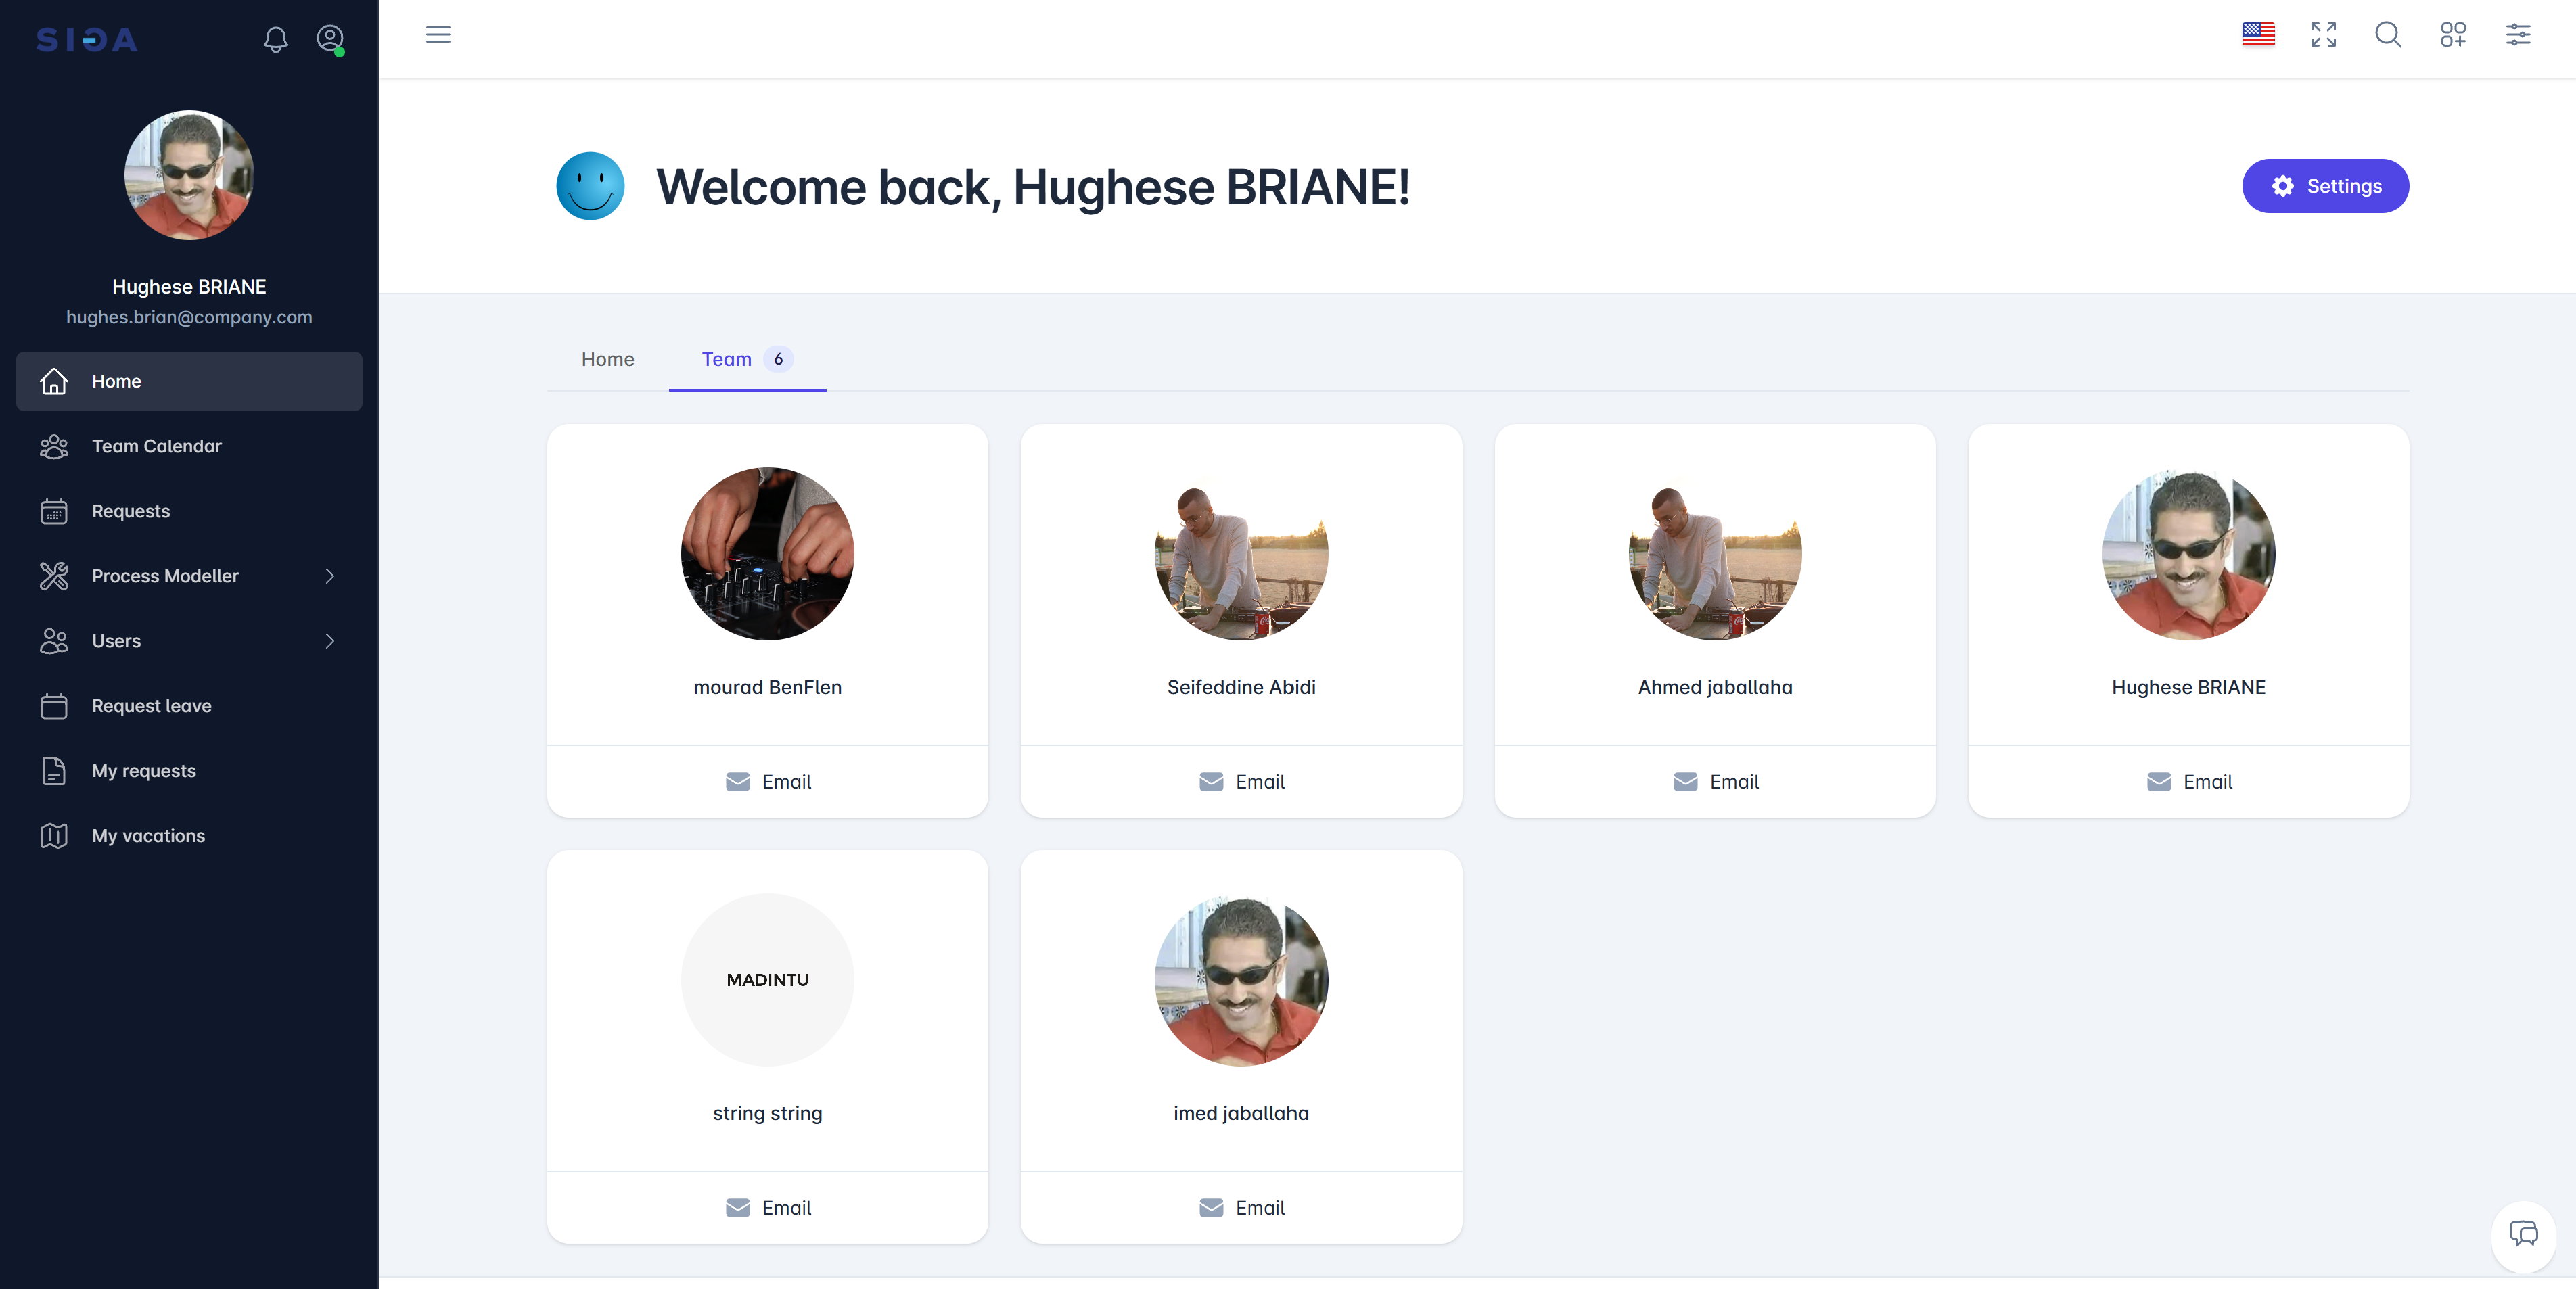 SIGA
Hughese BRIANE
hughes.brian@company.com
Home
Team Calendar
Requests
Process Modeller
Users
Request leave
My requests
My vacations
Welcome back, Hughese BRIANE!
Settings
Home
Team 6
mourad BenFlen
Seifeddine Abidi
Ahmed jaballaha
Hughese BRIANE
Email
Email
Email
Email
MADINTU
string string
imed jaballaha
Email
Email